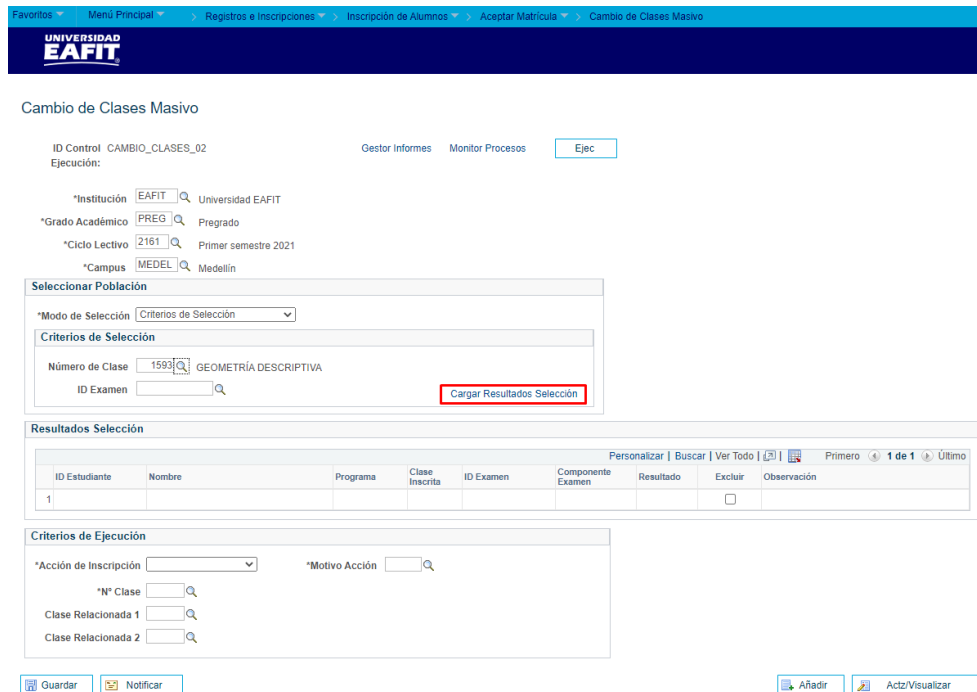 Favoritos Menú Principal > Registros e Inscripciones > Inscripción de Alumnos > Aceptar Matrícula > Cambio de Clases Masivo
UNIVERSIDAD
EAFIT
Cambio de Clases Masivo
ID Control Ejecución: CAMBIO_CLASES_02 Gestor Informes Monitor Procesos Ejec
*Institución EAFIT Universidad EAFIT
*Grado Académico PREG Pregrado
*Ciclo Lectivo 2161 Primer semestre 2021
*Campus MEDEL Medellín
Seleccionar Población
*Modo de Selección Criterios de Selección
Criterios de Selección
Número de Clase 1593 GEOMETRÍA DESCRIPTIVA
ID Examen Cargar Resultados Selección
Resultados Selección
Personalizar | Buscar | Ver Todo | | Primero 1 de 1 Último
ID Estudiante Nombre Programa Clase Inscrita ID Examen Componente Examen Resultado Excluir Observación
1
Criterios de Ejecución
*Acción de Inscripción *Motivo Acción
*Nº Clase
Clase Relacionada 1
Clase Relacionada 2
Guardar Notificar Añadir Actz/Visualizar